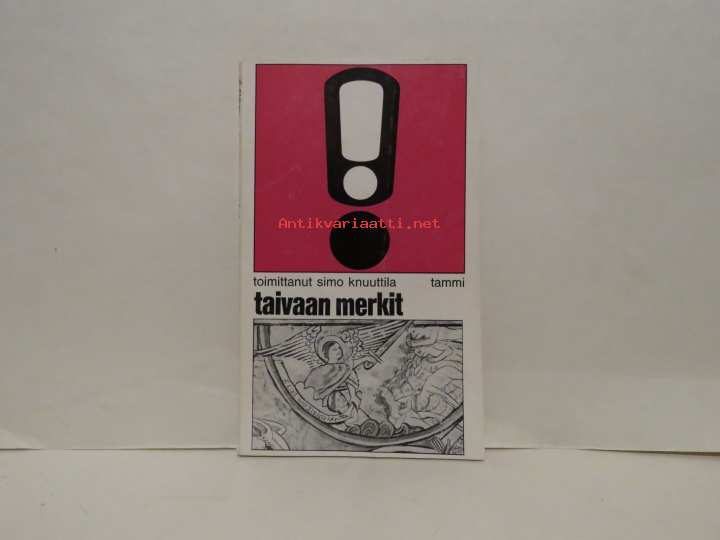 Antikvariaatti.net
toimittanut simo knuuttila tammi
taivaan merkit